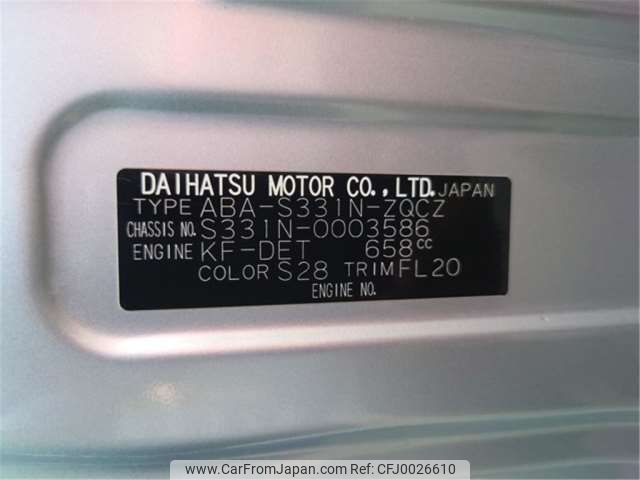 DAIHATSU MOTOR CO.,LTD. JAPAN
TYPE ABA-S331N-ZQCZ
CHASSIS NO. S331N-0003586
ENGINE KF-DET 658cc
COLOR S28 TRIM FL20
ENGINE NO.
© www.CarFromJapan.com - CFJ0026610